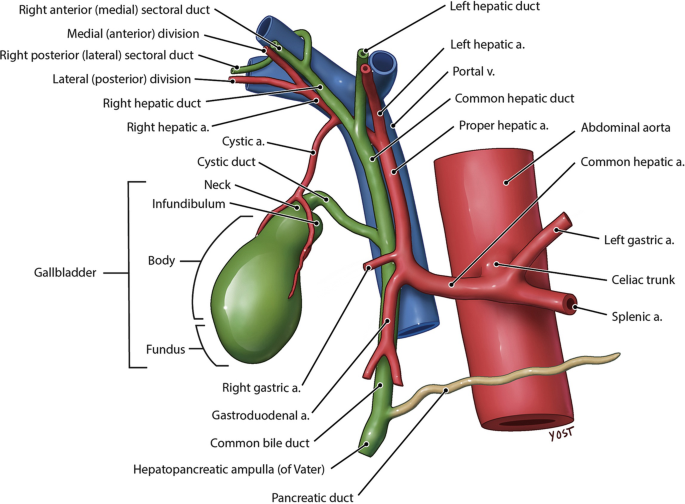 Right anterior (medial) sectoral duct
Medial (anterior) division
Right posterior (lateral) sectoral duct
Lateral (posterior) division
Right hepatic duct
Right hepatic a.
Cystic a.
Cystic duct
Neck
Infundibulum
Body
Gallbladder
Fundus
Right gastric a.
Gastroduodenal a.
Common bile duct
Hepatopancreatic ampulla (of Vater)
Pancreatic duct
Left hepatic duct
Left hepatic a.
Portal v.
Common hepatic duct
Proper hepatic a.
Abdominal aorta
Common hepatic a.
Left gastric a.
Celiac trunk
Splenic a.
YOST